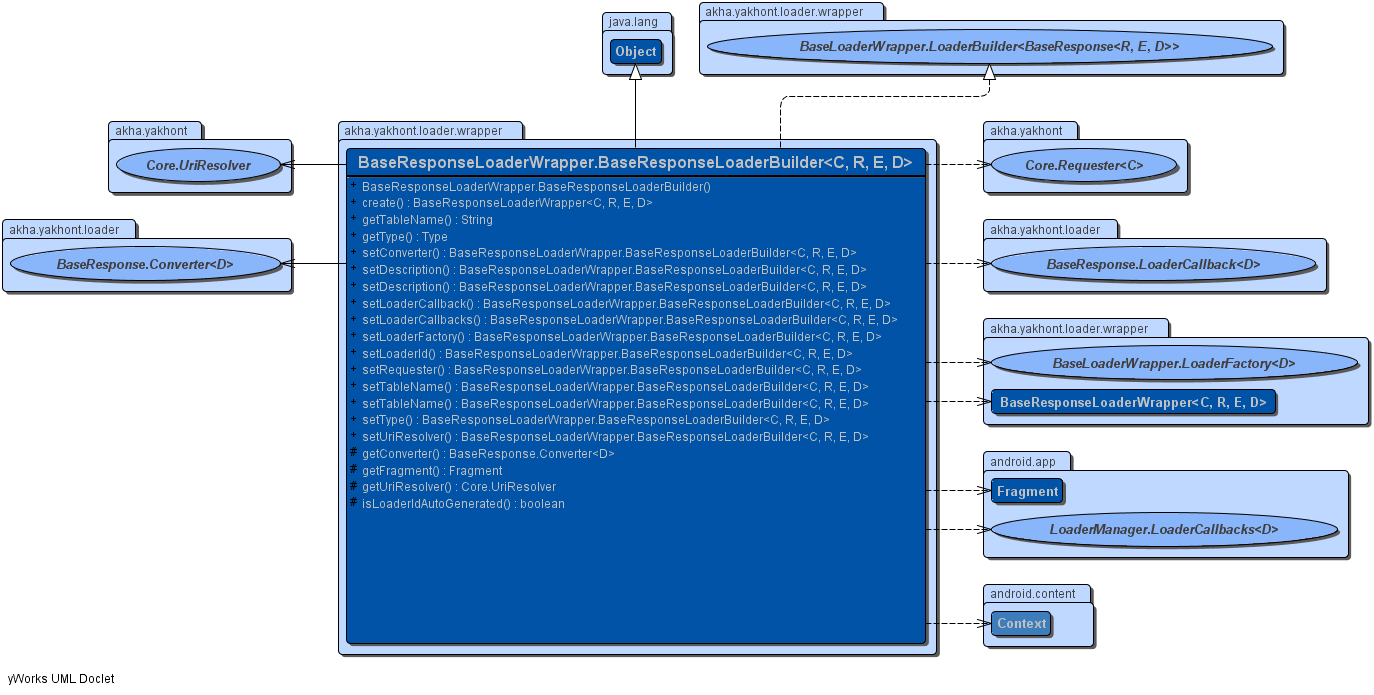 java.lang
Object
akha.yakhont.loader.wrapper
BaseLoaderWrapper.LoaderBuilder<BaseResponse<R, E, D>>
akha.yakhont
Core.UriResolver
akha.yakhont.loader
BaseResponse.Converter<D>
akha.yakhont.loader.wrapper
BaseResponseLoaderWrapper.BaseResponseLoaderBuilder<C, R, E, D>
+ BaseResponseLoaderWrapper.BaseResponseLoaderBuilder()
+ create() : BaseResponseLoaderWrapper<C, R, E, D>
+ getTableName() : String
+ getType() : Type
+ setConverter() : BaseResponseLoaderWrapper.BaseResponseLoaderBuilder<C, R, E, D>
+ setDescription() : BaseResponseLoaderWrapper.BaseResponseLoaderBuilder<C, R, E, D>
+ setDescription() : BaseResponseLoaderWrapper.BaseResponseLoaderBuilder<C, R, E, D>
+ setLoaderCallback() : BaseResponseLoaderWrapper.BaseResponseLoaderBuilder<C, R, E, D>
+ setLoaderCallbacks() : BaseResponseLoaderWrapper.BaseResponseLoaderBuilder<C, R, E, D>
+ setLoaderFactory() : BaseResponseLoaderWrapper.BaseResponseLoaderBuilder<C, R, E, D>
+ setLoaderId() : BaseResponseLoaderWrapper.BaseResponseLoaderBuilder<C, R, E, D>
+ setRequester() : BaseResponseLoaderWrapper.BaseResponseLoaderBuilder<C, R, E, D>
+ setTableName() : BaseResponseLoaderWrapper.BaseResponseLoaderBuilder<C, R, E, D>
+ setTableName() : BaseResponseLoaderWrapper.BaseResponseLoaderBuilder<C, R, E, D>
+ setType() : BaseResponseLoaderWrapper.BaseResponseLoaderBuilder<C, R, E, D>
+ setUriResolver() : BaseResponseLoaderWrapper.BaseResponseLoaderBuilder<C, R, E, D>
# getConverter() : BaseResponse.Converter<D>
# getFragment() : Fragment
# getUriResolver() : Core.UriResolver
# isLoaderIdAutoGenerated() : boolean
akha.yakhont
Core.Requester<C>
akha.yakhont.loader
BaseResponse.LoaderCallback<D>
akha.yakhont.loader.wrapper
BaseLoaderWrapper.LoaderFactory<D>
BaseResponseLoaderWrapper<C, R, E, D>
android.app
Fragment
LoaderManager.LoaderCallbacks<D>
android.content
Context
yWorks UML Doclet